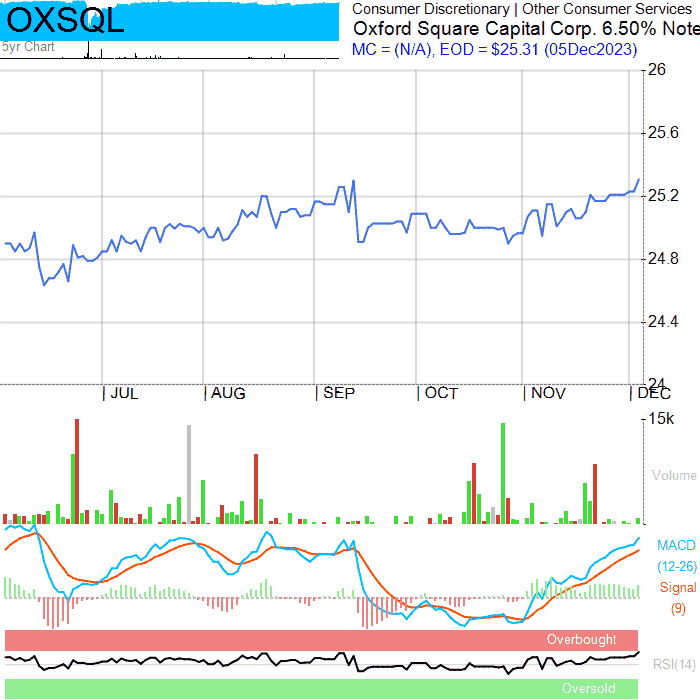 OXSQL
5yr Chart
Consumer Discretionary | Other Consumer Services
Oxford Square Capital Corp. 6.50% Note
MC = (N/A), EOD = $25.31 (05Dec2023)
26
25.6
25.2
24.8
24.4
24
JUL AUG SEP OCT NOV DEC
15k
Volume
MACD
(12-26)
Signal
(9)
Overbought
RSI(14)
Oversold